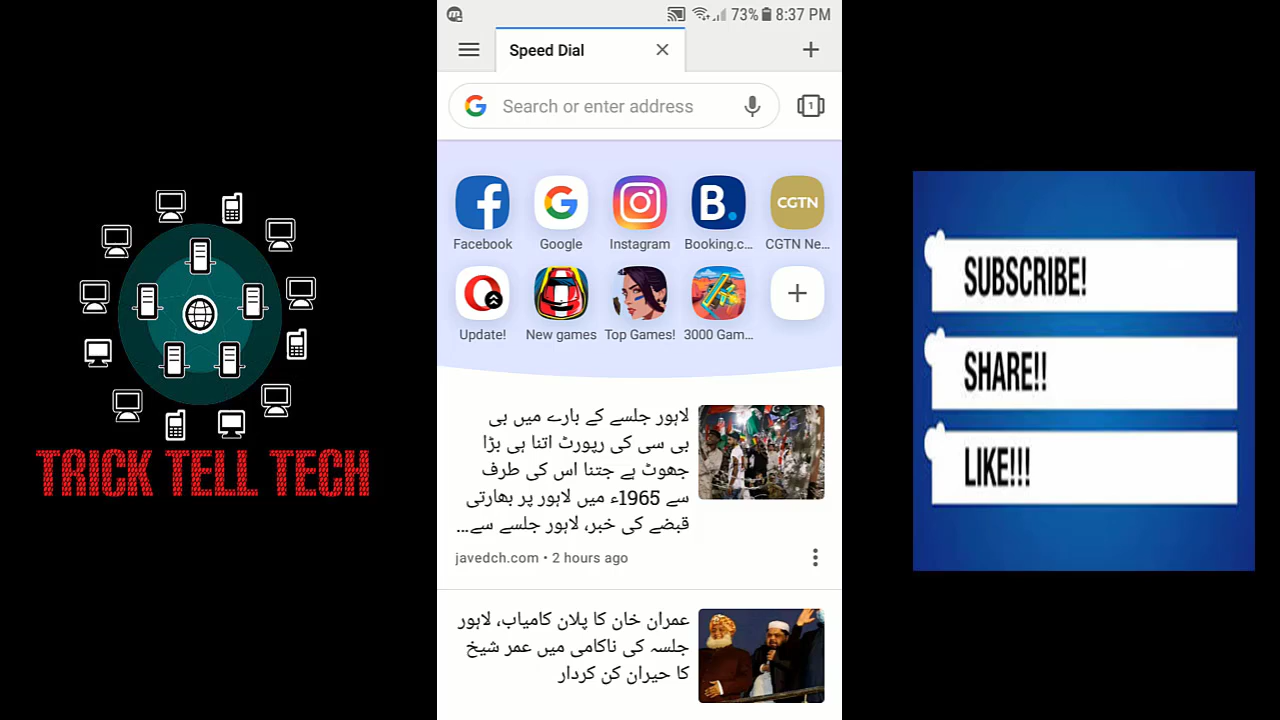 73% 8:37 PM
Speed Dial
Search or enter address
1
Facebook
Google
Instagram
B.
Booking.c...
CGTN
CGTN Ne...
Update!
New games
Top Games!
3000 Gam...
لاہور جلسے کے بارے میں بی
بی سی کی رپورٹ اتنا ہی بڑا
جھوٹ ہے جتنا اس کی طرف
سے 1965ء میں لاہور پر بھارتی
قبضے کی خبر، لاہور جلسے سے...
javedch.com • 2 hours ago
عمران خان کا پلان کامیاب، لاہور
جلسہ کی ناکامی میں عمر شیخ
کا حیران کن کردار
TRICK TELL TECH
SUBSCRIBE!
SHARE!!
LIKE!!!